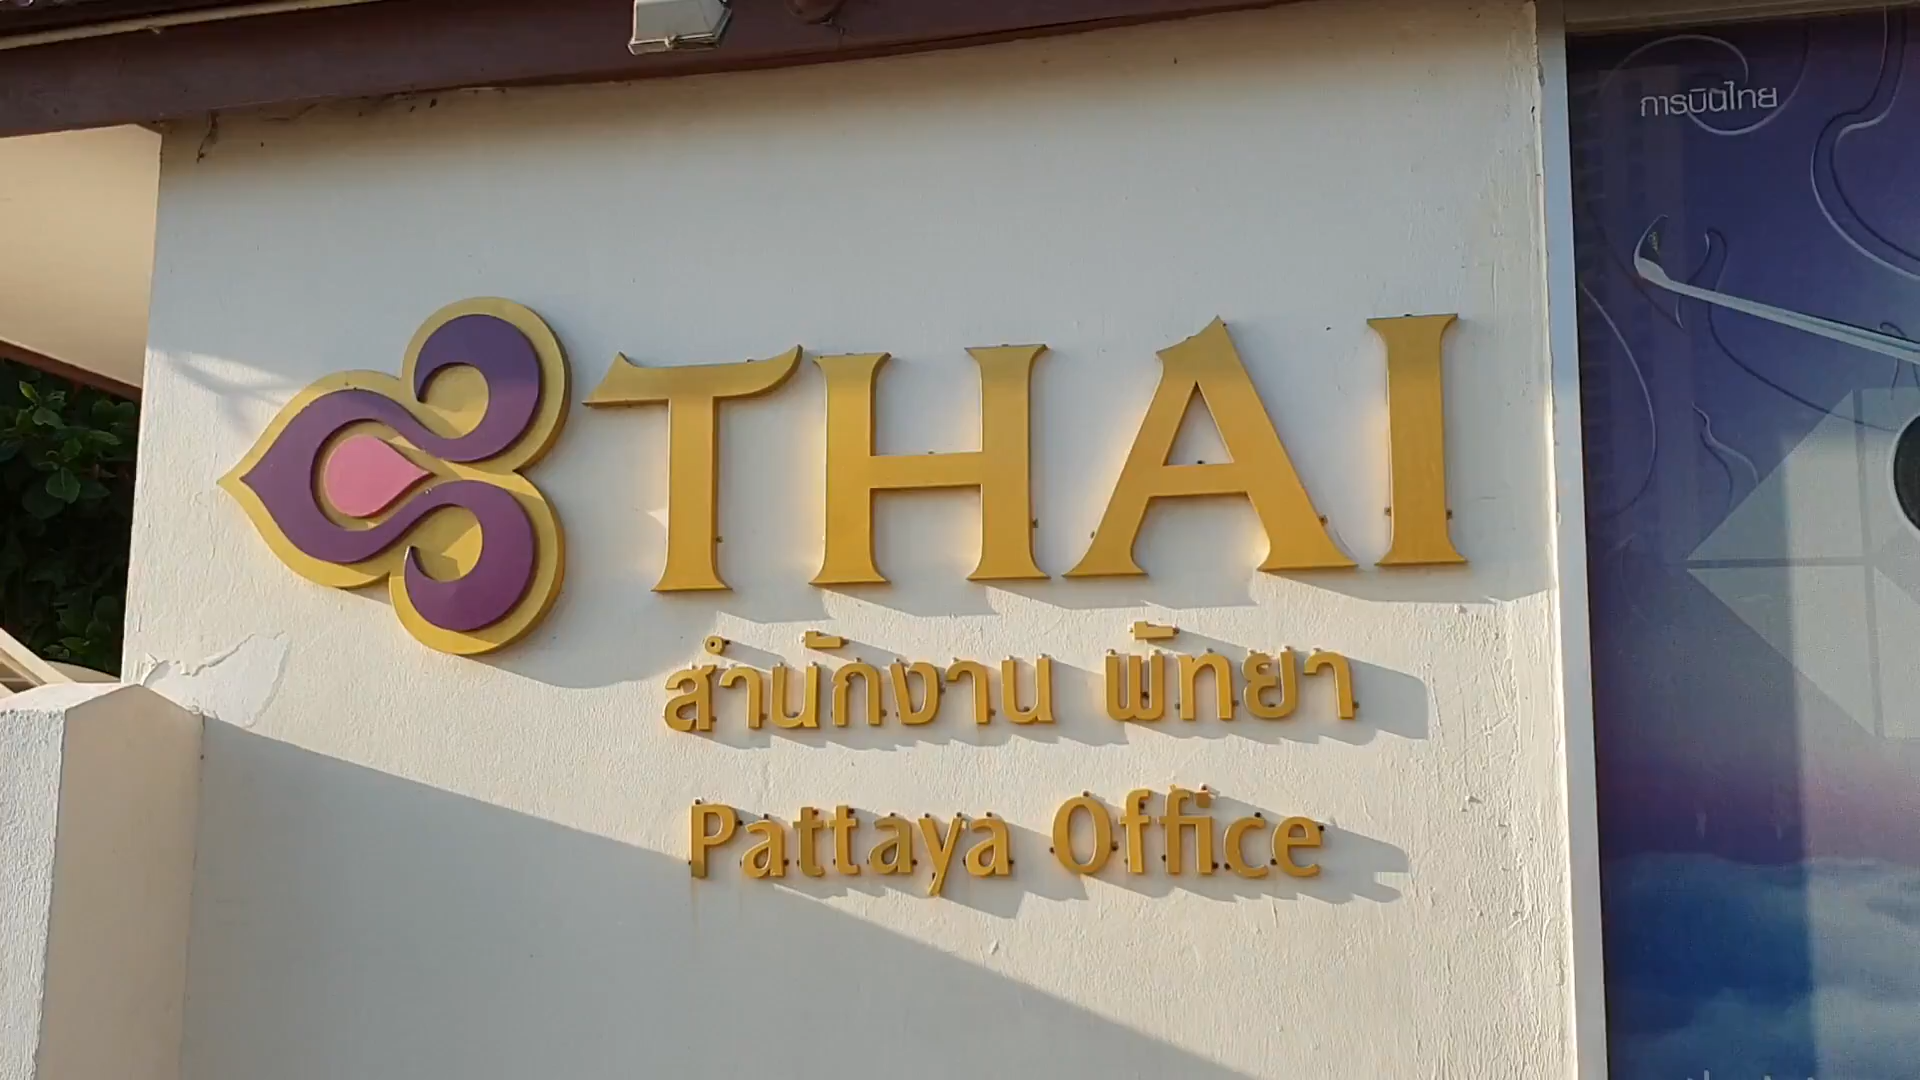 THAI
สำนักงาน พัทยา
Pattaya Office
การบินไทย